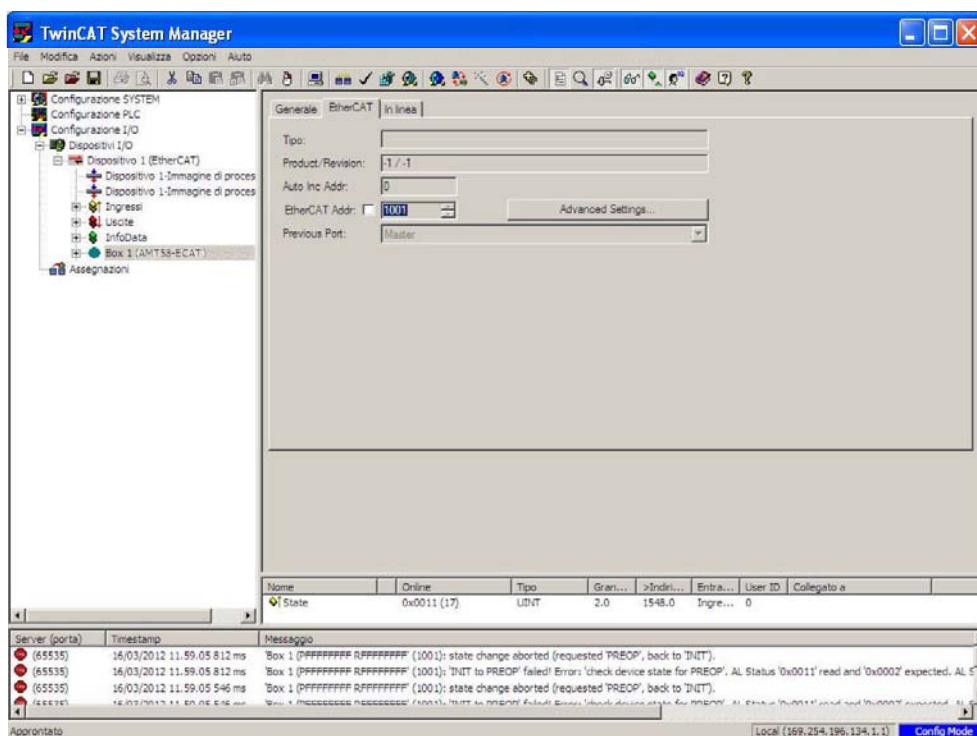 TwinCAT System Manager
File Modifica Azioni Visualizza Opzioni Aiuto
Configurazione SYSTEM
Configurazione PLC
Configurazione I/O
Dispositivi I/O
Dispositivo 1 (EtherCAT)
Dispositivo 1-Immagine di proces
Dispositivo 1-Immagine di proces
Ingressi
Uscite
InfoData
Box 1 (AMT58-ECAT)
Assegnazioni
Generale EtherCAT In linea
Tipo:
Product/Revision: -1 / -1
Auto Inc Addr: 0
EtherCAT Addr: 1001 Advanced Settings...
Previous Port: Master
Nome Online Tipo Gran... >Indiri... Entra... User ID Collegato a
State 0x0011 (17) UINT 2.0 1548.0 Ingre... 0
Server (porta) Timestamp Messaggio
(65535) 16/03/2012 11.59.05 812 ms 'Box 1 (PFFFFFFFF RFFFFFFFF)' (1001): state change aborted (requested 'PREOP', back to 'INIT').
(65535) 16/03/2012 11.59.05 812 ms 'Box 1 (PFFFFFFFF RFFFFFFFF)' (1001): 'INIT to PREOP' failed! Error: 'check device state for PREOP'. AL Status '0x0011' read and '0x0002' expected. AL S
(65535) 16/03/2012 11.59.05 546 ms 'Box 1 (PFFFFFFFF RFFFFFFFF)' (1001): state change aborted (requested 'PREOP', back to 'INIT').
Approntato Local (169.254.196.134.1.1) Config Mode